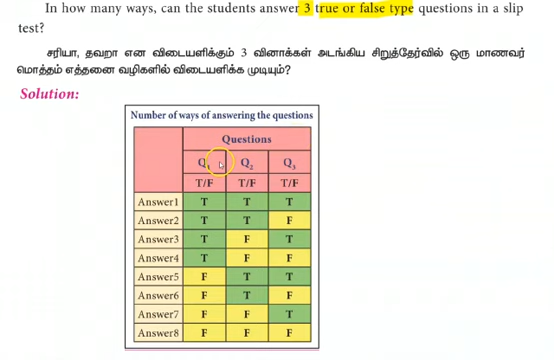 In how many ways, can the students answer 3 true or false type questions in a slip
test?
சரியா, தவறா என விடையளிக்கும் 3 வினாக்கள் அடங்கிய சிறுத்தேர்வில் ஒரு மாணவர்
மொத்தம் எத்தனை வழிகளில் விடையளிக்க முடியும்?
Solution:
Number of ways of answering the questions
Questions
Q₁ Q₂ Q₃
T/F T/F T/F
Answer1 T T T
Answer2 T T F
Answer3 T F T
Answer4 T F F
Answer5 F T T
Answer6 F T F
Answer7 F F T
Answer8 F F F